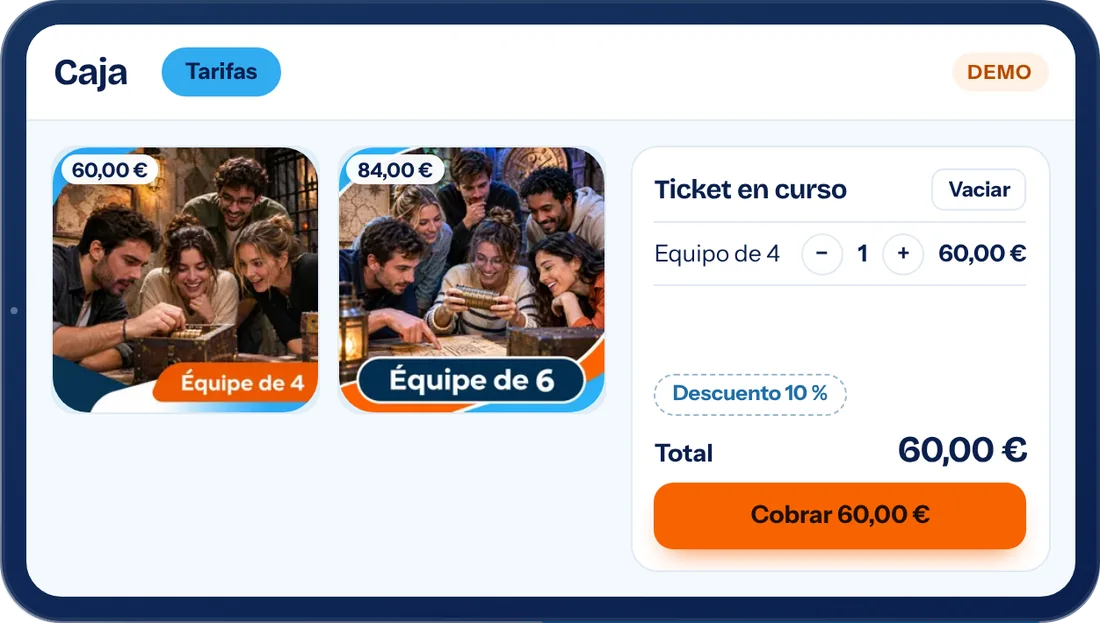 Caja
Tarifas
DEMO
60,00 €
Équipe de 4
84,00 €
Équipe de 6
Ticket en curso
Vaciar
Equipo de 4 − 1 + 60,00 €
Descuento 10 %
Total 60,00 €
Cobrar 60,00 €